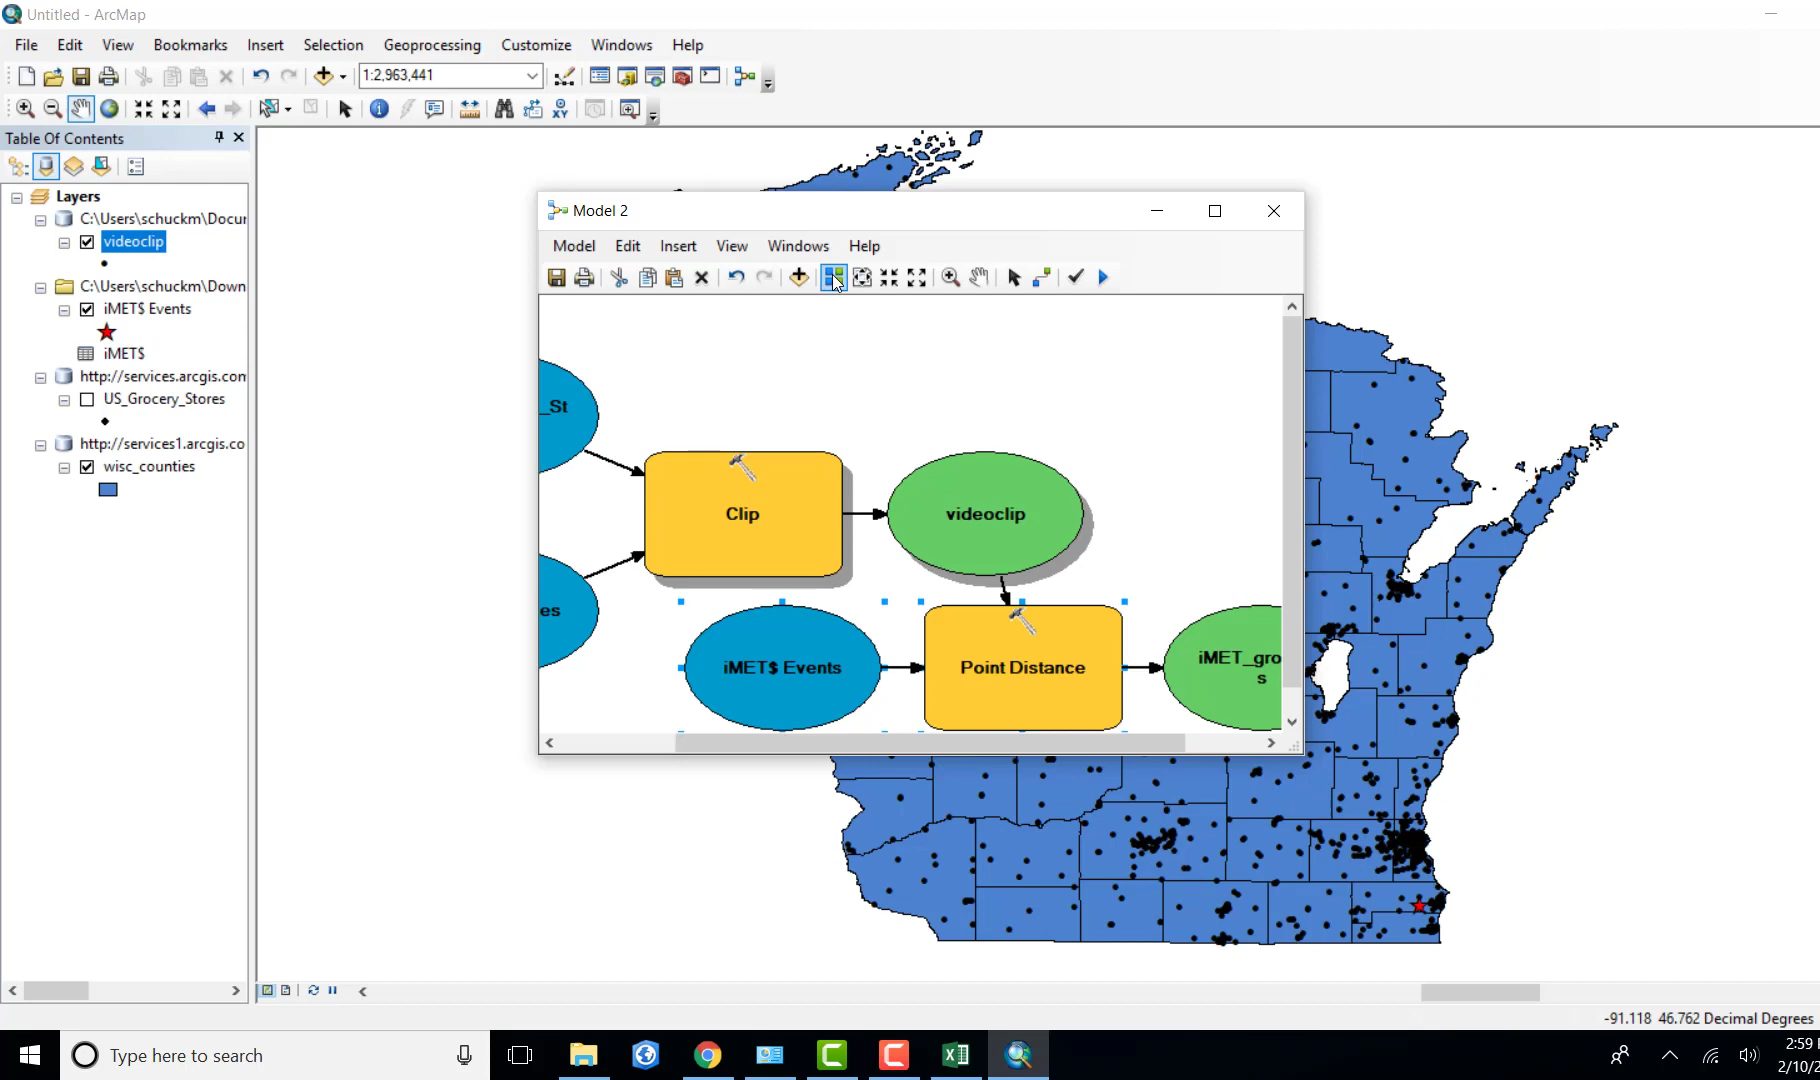 Untitled - ArcMap
File Edit View Bookmarks Insert Selection Geoprocessing Customize Windows Help
1:2,963,441
Table Of Contents
Layers
C:\Users\schuckm\Docur
videoclip
C:\Users\schuckm\Down
iMET$ Events
iMET$
http://services.arcgis.com
US_Grocery_Stores
http://services1.arcgis.co
wisc_counties
Model 2
Model Edit Insert View Windows Help
_St
Clip
videoclip
es
iMET$ Events
Point Distance
iMET_gro
s
-91.118 46.762 Decimal Degrees
Type here to search
2:59
2/10/2